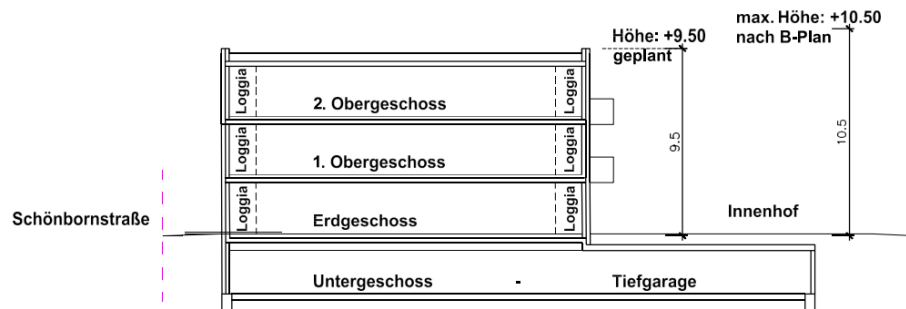 max. Höhe: +10.50
nach B-Plan
Höhe: +9.50
geplant
Loggia
2. Obergeschoss
Loggia
9.5
10.5
Loggia
1. Obergeschoss
Loggia
Schönbornstraße
Loggia
Erdgeschoss
Loggia
Innenhof
Untergeschoss - Tiefgarage